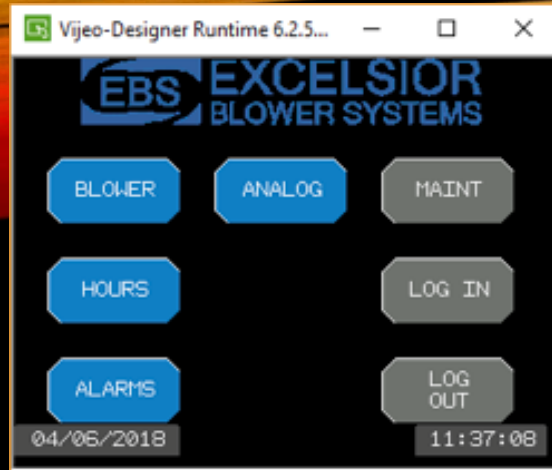 Vijeo-Designer Runtime 6.2.5...
EBS EXCELSIOR
BLOWER SYSTEMS
BLOWER ANALOG MAINT
HOURS LOG IN
ALARMS LOG
OUT
04/06/2018 11:37:08